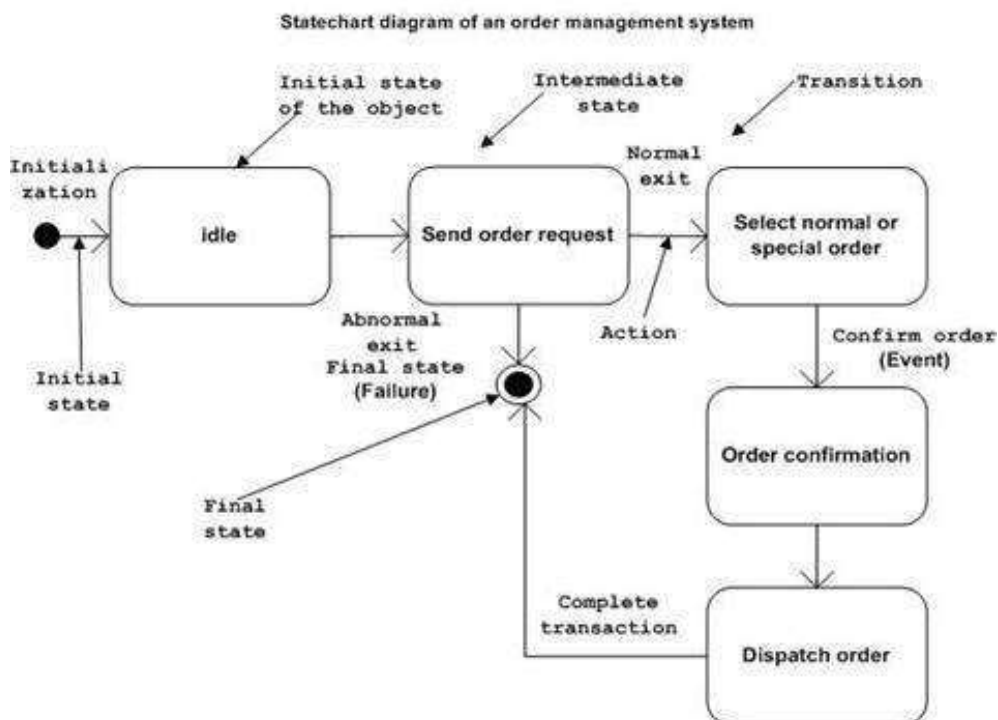 Statechart diagram of an order management system
Initial state
of the object
Intermediate
state
Transition
Initiali
zation
Normal
exit
idle
Send order request
Select normal or
special order
Abnormal
exit
Final state
(Failure)
Action
Confirm order
(Event)
Initial
state
Order confirmation
Final
state
Complete
transaction
Dispatch order